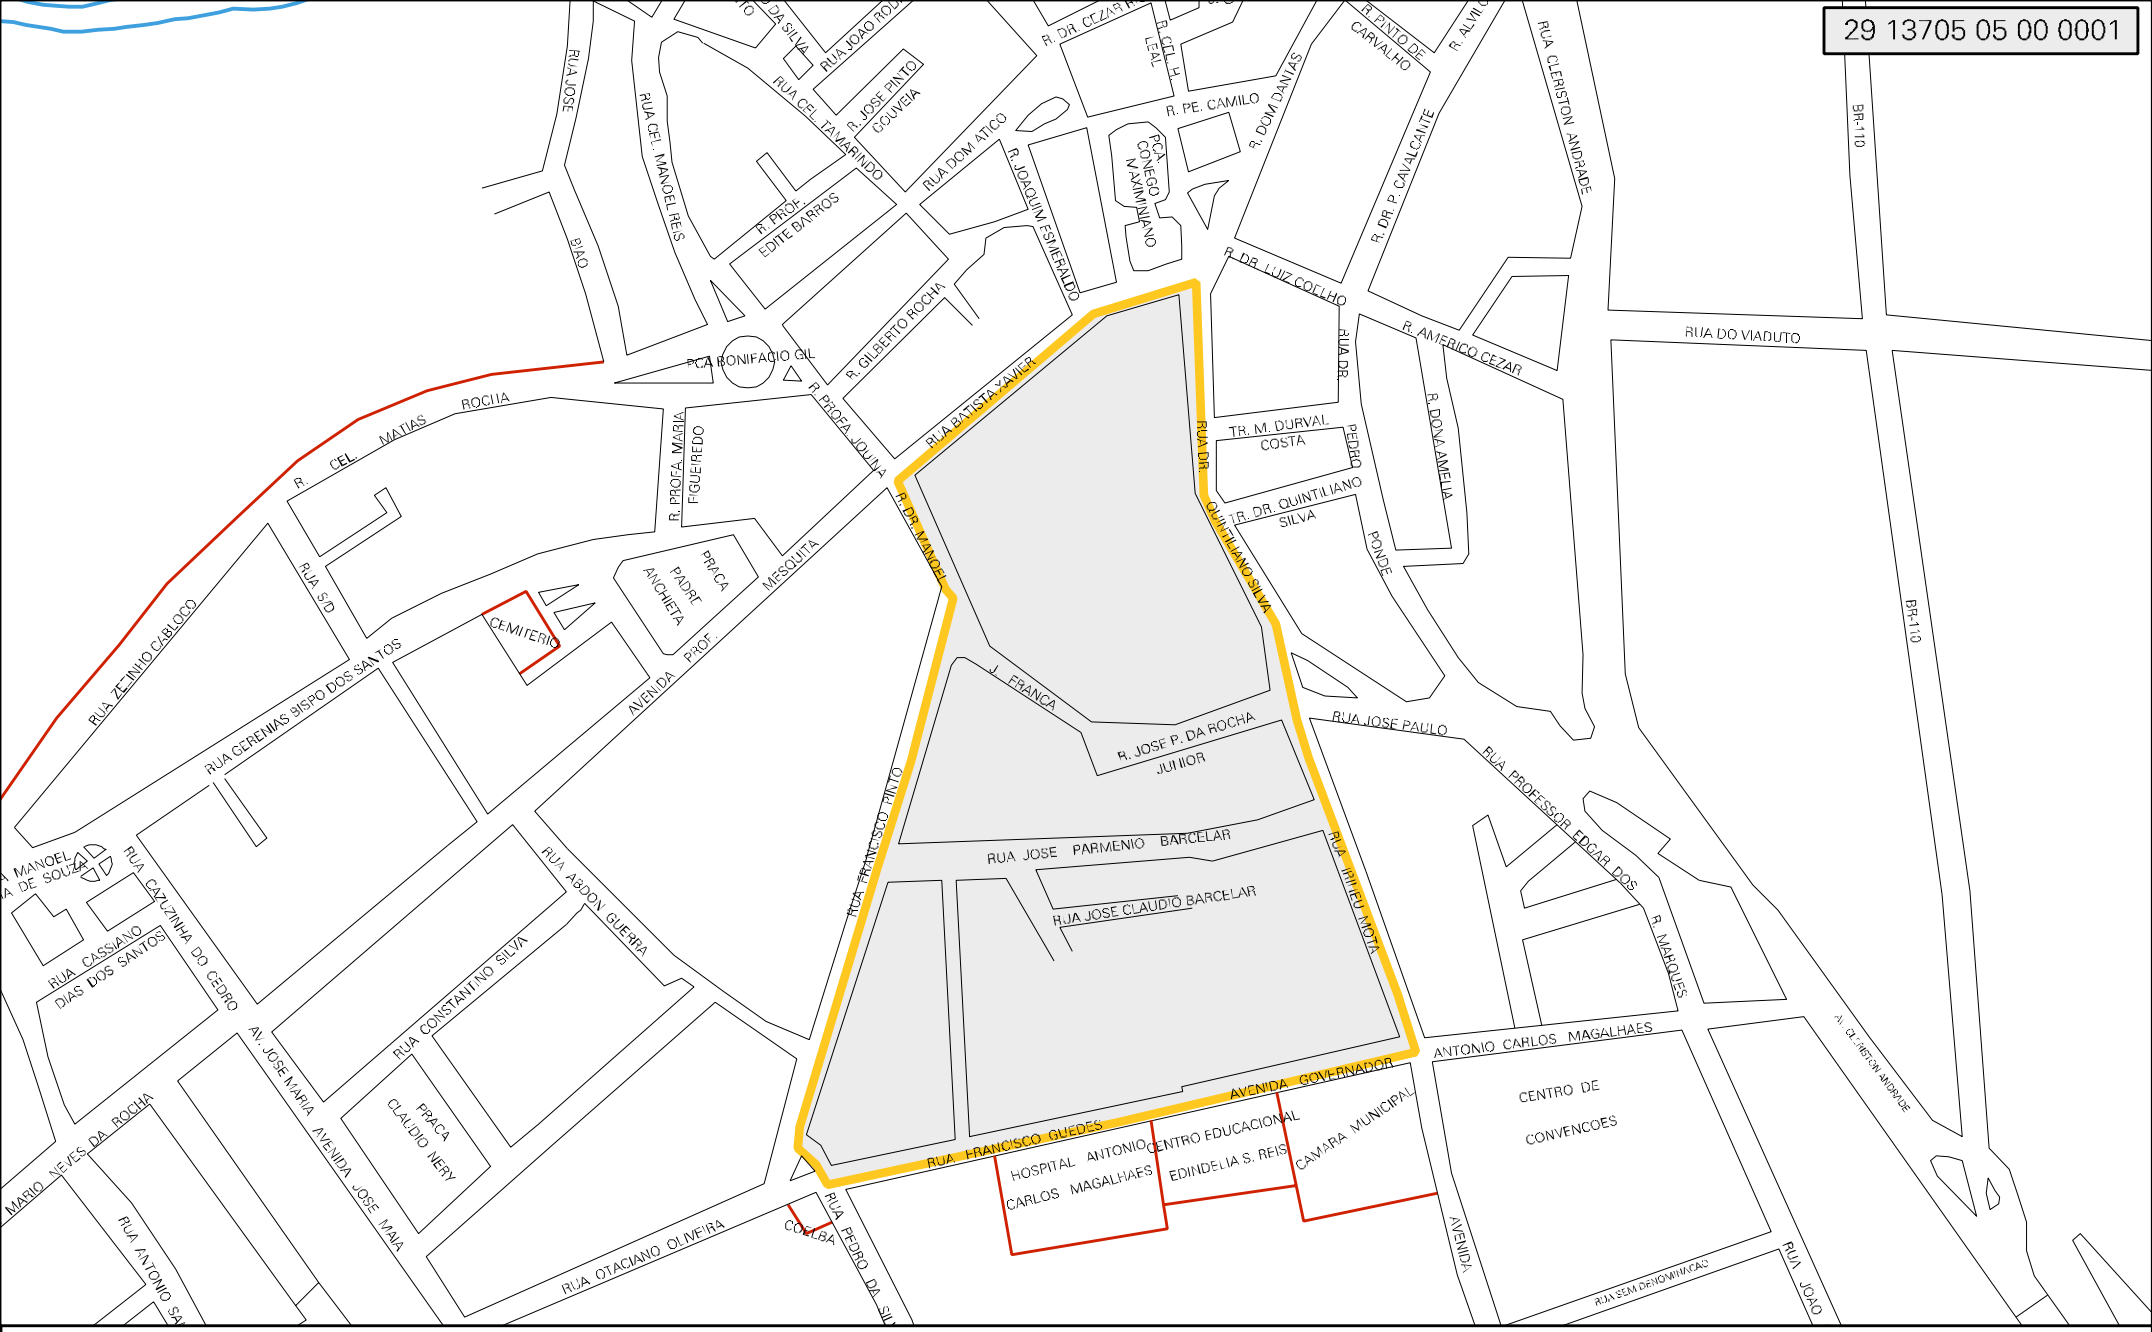 29 13705 05 00 0001
DA SILVA
RUA JOAO
R. DR. CEZAR
R. CEL. H.
LEAL
R. PINTO DE
CARVALHO
R. ALVILO
RUA CLERISTON ANDRADE
BR-110
RUA JOSE
BIAO
RUA CEL. MANOEL REIS
RUA CEL. TAMARINDO
R. JOSE PINTO
GOUVEIA
RUA DOM ATICO
R. PE. CAMILO
R. DOM DANTAS
R. DR. P. CAVALCANTE
R. JOAQUIM ESMERALDO
PCA.
CONEGO
MAXIMINIANO
R. PROF.
EDITE BARROS
R. DR. LUIZ COELHO
R. AMERICO CEZAR
RUA DO VIADUTO
PCA BONIFACIO GIL
R. GILBERTO ROCHA
RUA BATISTA XAVIER
R. PROFA JQUINA
R. PROFA. MARIA
FIGUEIREDO
R. CEL. MATIAS ROCHA
RUA DR. PEDRO PONDE
R. DONA AMELIA
TR. M. DURVAL
COSTA
TR. DR. QUINTILIANO
SILVA
RUA DR. QUINTILIANO SILVA
R. DR. MANOEL
AVENIDA PROF. MESQUITA
PRACA
PADRE
ANCHIETA
CEMITERIO
RUA S/D
RUA ZEZINHO CABLOCO
RUA GERENIAS BISPO DOS SANTOS
BR-110
J. FRANCA
R. JOSE P. DA ROCHA
JUNIOR
RUA JOSE PAULO
RUA PROFESSOR EDGAR DOS
RUA FRANCISCO PINTO
RUA JOSE PARMENIO BARCELAR
RUA JOSE CLAUDIO BARCELAR
RUA IRINEU MOTA
R. MARQUES
MANOEL
DE SOUZA
RUA CAZUZINHA DO CEDRO
RUA CASSIANO
DIAS DOS SANTOS
RUA ABDON GUERRA
RUA CONSTANTINO SILVA
AV. JOSE MARIA
AVENIDA JOSE MAIA
PRACA
CLAUDIO NERY
MARIO NEVES DA ROCHA
RUA ANTONIO
RUA OTACIANO OLIVEIRA
COELBA
RUA PEDRO DA
RUA FRANCISCO GUEDES
AVENIDA GOVERNADOR
ANTONIO CARLOS MAGALHAES
AV. CLERISTON ANDRADE
HOSPITAL ANTONIO
CARLOS MAGALHAES
CENTRO EDUCACIONAL
EDINDELIA S. REIS
CAMARA MUNICIPAL
CENTRO DE
CONVENCOES
AVENIDA
RUA SEM DENOMINACAO
RUA JOAO